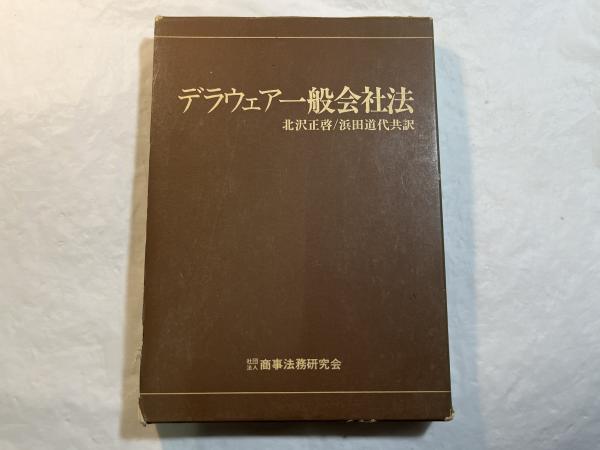 デラウェア一般会社法
北沢正啓/浜田道代共訳
社団法人 商事法務研究会